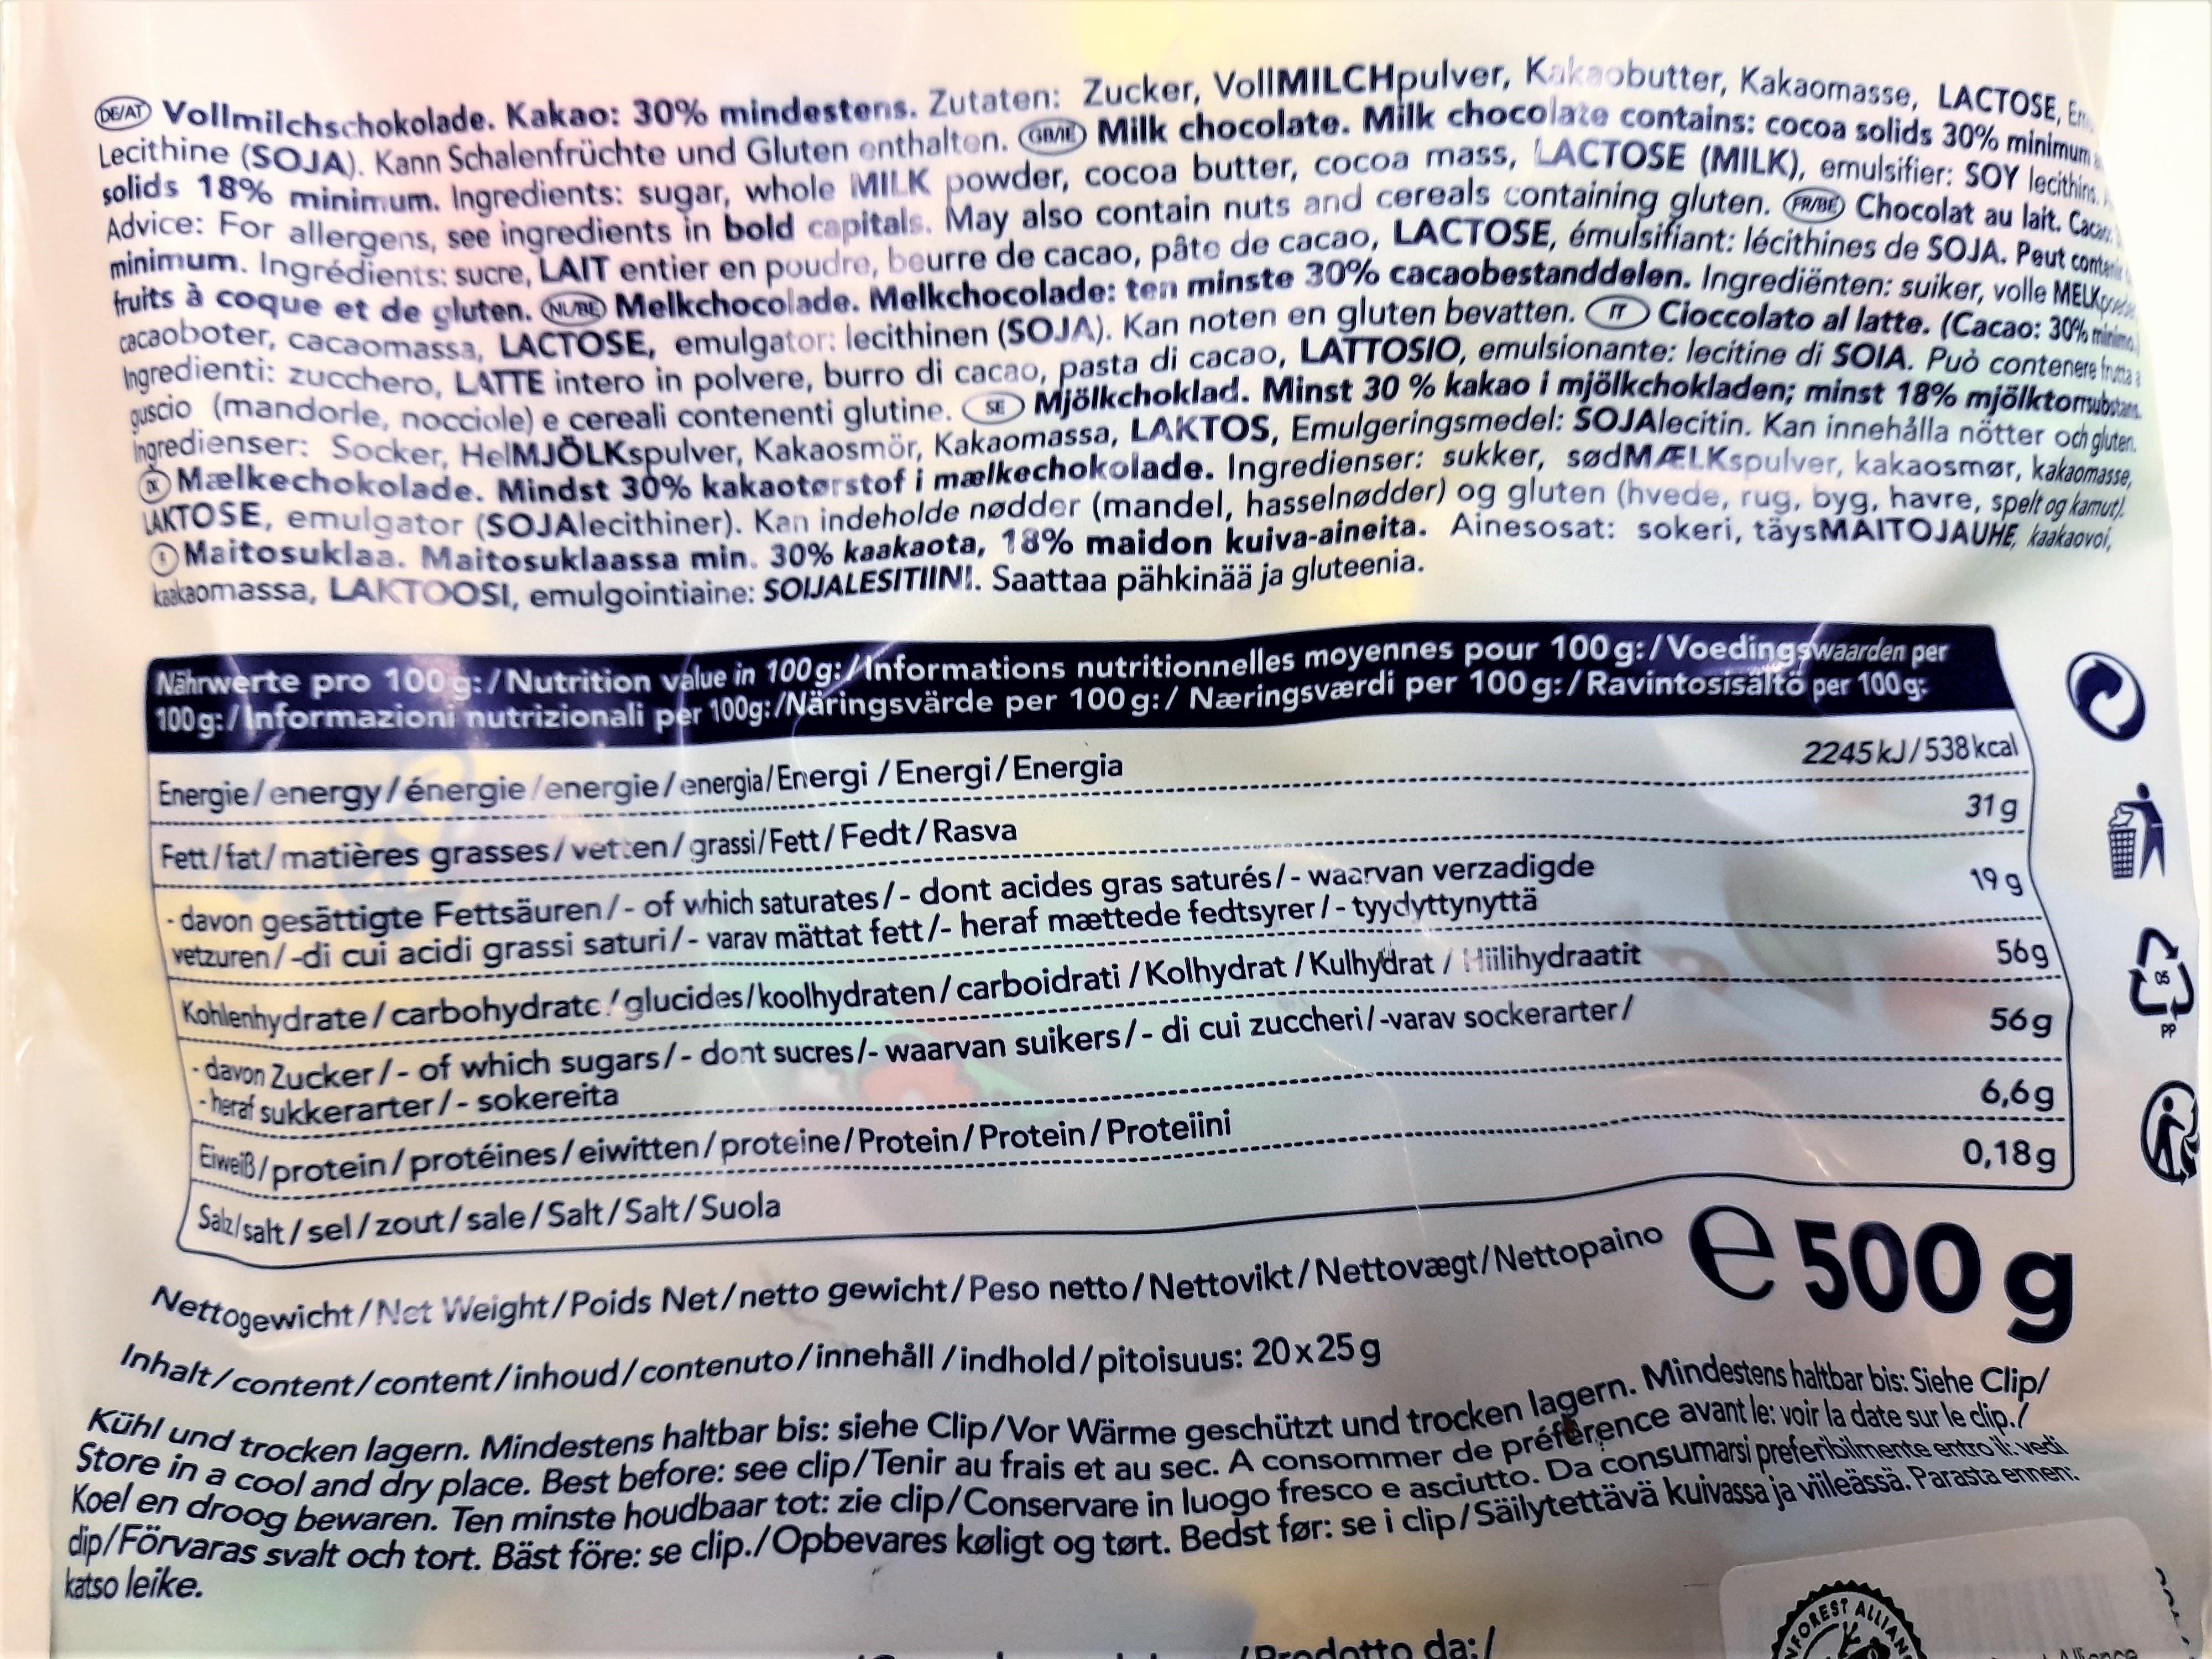 DE/AT Vollmilchschokolade. Kakao: 30% mindestens. Zutaten: Zucker, VollMILCHpulver, Kakaobutter, Kakaomasse, LACTOSE,
Lecithine (SOJA). Kann Schalenfrüchte und Gluten enthalten. GB/IE Milk chocolate. Milk chocolate contains: cocoa solids 30% minimum
solids 18% minimum. Ingredients: sugar, whole MILK powder, cocoa butter, cocoa mass, LACTOSE (MILK), emulsifier: SOY lecithins.
Advice: For allergens, see ingredients in bold capitals. May also contain nuts and cereals containing gluten. FR/BE Chocolat au lait. Cacao:
minimum. Ingrédients: sucre, LAIT entier en poudre, beurre de cacao, pâte de cacao, LACTOSE, émulsifiant: lécithines de SOJA. Peut contenir
fruits à coque et de gluten. NL/BE Melkchocolade. Melkchocolade: ten minste 30% cacaobestanddelen. Ingrediënten: suiker, volle MELKpoeder
cacaoboter, cacaomassa, LACTOSE, emulgator: lecithinen (SOJA). Kan noten en gluten bevatten. IT Cioccolato al latte. (Cacao: 30% minimo.)
Ingredienti: zucchero, LATTE intero in polvere, burro di cacao, pasta di cacao, LATTOSIO, emulsionante: lecitine di SOIA. Può contenere frutta a
guscio (mandorle, nocciole) e cereali contenenti glutine. SE Mjölkchoklad. Minst 30 % kakao i mjölkchokladen; minst 18% mjölktorrsubstans.
Ingredienser: Socker, HelMJÖLKspulver, Kakaosmör, Kakaomassa, LAKTOS, Emulgeringsmedel: SOJAlecitin. Kan innehålla nötter och gluten.
DK Mælkechokolade. Mindst 30% kakaotørstof i mælkechokolade. Ingredienser: sukker, sødMÆLKspulver, kakaosmør, kakaomasse,
LAKTOSE, emulgator (SOJAlecithiner). Kan indeholde nødder (mandel, hasselnødder) og gluten (hvede, rug, byg, havre, spelt og kamut).
Maitosuklaa. Maitosuklaassa min. 30% kaakaota, 18% maidon kuiva-aineita. Ainesosat: sokeri, täysMAITOJAUHE, kaakaovoi,
kaakaomassa, LAKTOOSI, emulgointiaine: SOIJALESITIINI. Saattaa pähkinää ja gluteenia.
Nährwerte pro 100 g:/Nutrition value in 100 g:/Informations nutritionnelles moyennes pour 100 g:/Voedingswaarden per
100 g:/Informazioni nutrizionali per 100g:/Näringsvärde per 100 g:/ Næringsværdi per 100 g:/Ravintosisältö per 100 g:
Energie/energy/énergie/energie/energia/Energi /Energi/Energia 2245 kJ/538 kcal
Fett/fat/matières grasses/vetten/grassi/Fett/Fedt/Rasva 31 g
- davon gesättigte Fettsäuren/- of which saturates/- dont acides gras saturés/- waarvan verzadigde
vetzuren/-di cui acidi grassi saturi/- varav mättat fett/- heraf mættede fedtsyrer/- tyydyttynyttä 19 g
Kohlenhydrate/carbohydrate/glucides/koolhydraten/carboidrati/Kolhydrat/Kulhydrat/Hiilihydraatit 56g
- davon Zucker/- of which sugars/- dont sucres/- waarvan suikers/- di cui zuccheri/-varav sockerarter/
- heraf sukkerarter/- sokereita 56g
Eiweiß/protein/protéines/eiwitten/proteine/Protein/Protein/Proteiini 6,6g
Salz/salt/sel/zout/sale/Salt/Salt/Suola 0,18g
Nettogewicht/Net Weight/Poids Net/netto gewicht/Peso netto/Nettovikt/Nettovægt/Nettopaino e 500 g
Inhalt/content/content/inhoud/contenuto/innehåll/indhold/pitoisuus: 20x25g
Kühl und trocken lagern. Mindestens haltbar bis: siehe Clip/Vor Wärme geschützt und trocken lagern. Mindestens haltbar bis: Siehe Clip/
Store in a cool and dry place. Best before: see clip/Tenir au frais et au sec. A consommer de préférence avant le: voir la date sur le clip./
Koel en droog bewaren. Ten minste houdbaar tot: zie clip/Conservare in luogo fresco e asciutto. Da consumarsi preferibilmente entro il: vedi
clip/Förvaras svalt och tort. Bäst före: se clip./Opbevares køligt og tørt. Bedst før: se i clip/Säilytettävä kuivassa ja viileässä. Parasta ennen:
katso leike.
05
PP
/Prodotto da:/